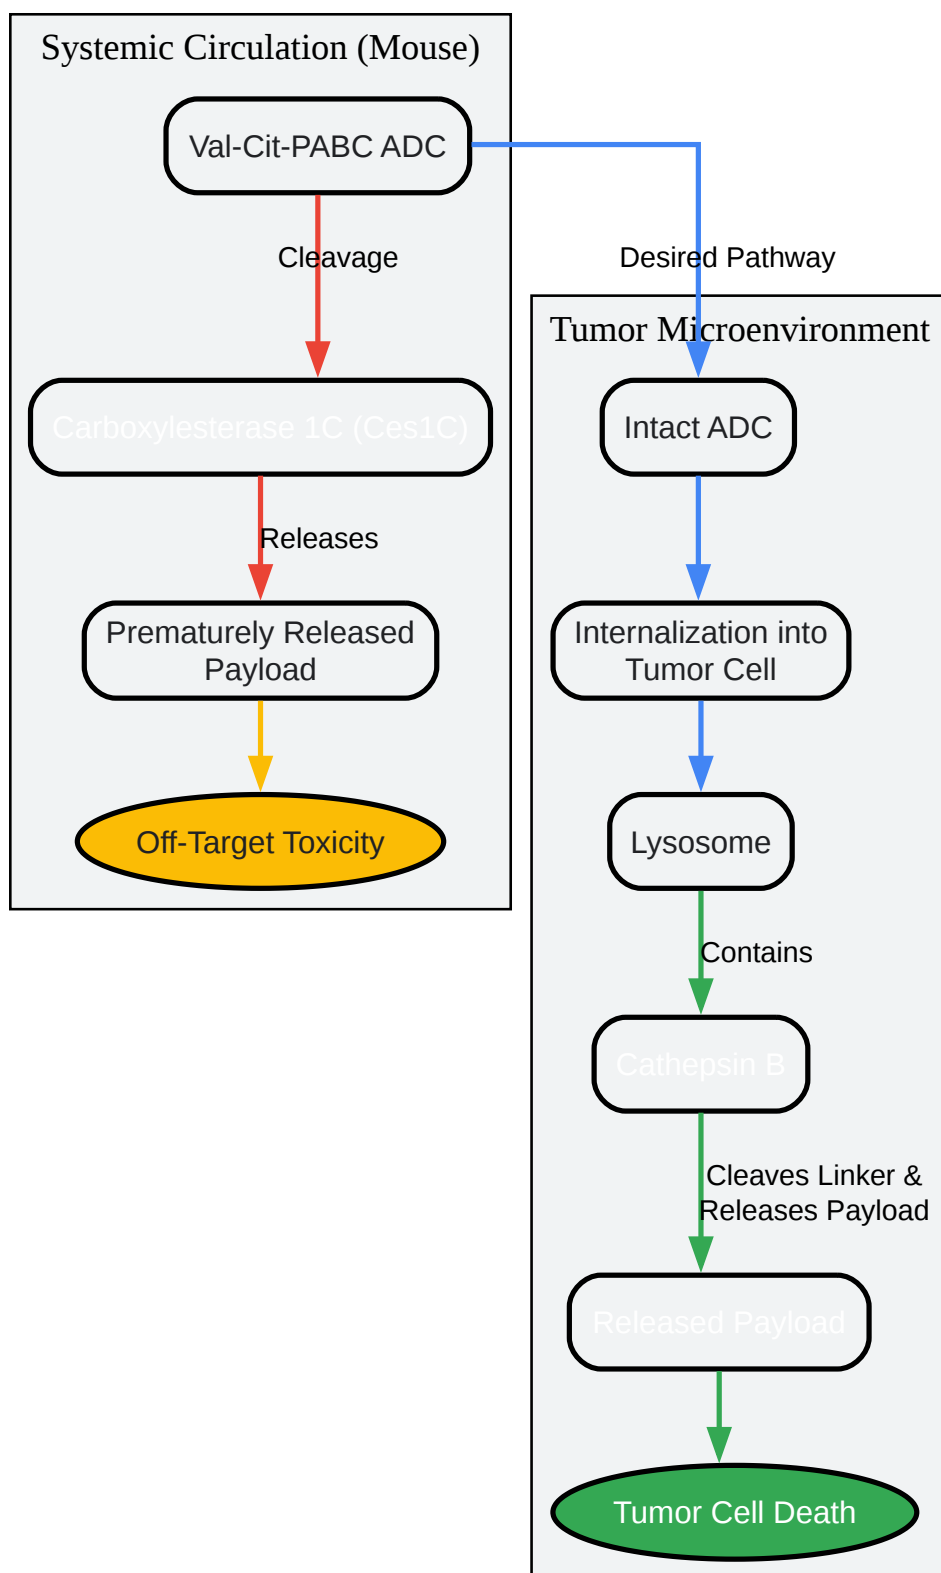 Systemic Circulation (Mouse)
Val-Cit-PABC ADC
Cleavage
Carboxylesterase 1C (Ces1C)
Releases
Prematurely Released
Payload
Off-Target Toxicity
Desired Pathway
Tumor Microenvironment
Intact ADC
Internalization into
Tumor Cell
Lysosome
Contains
Cathepsin B
Cleaves Linker &
Releases Payload
Released Payload
Tumor Cell Death